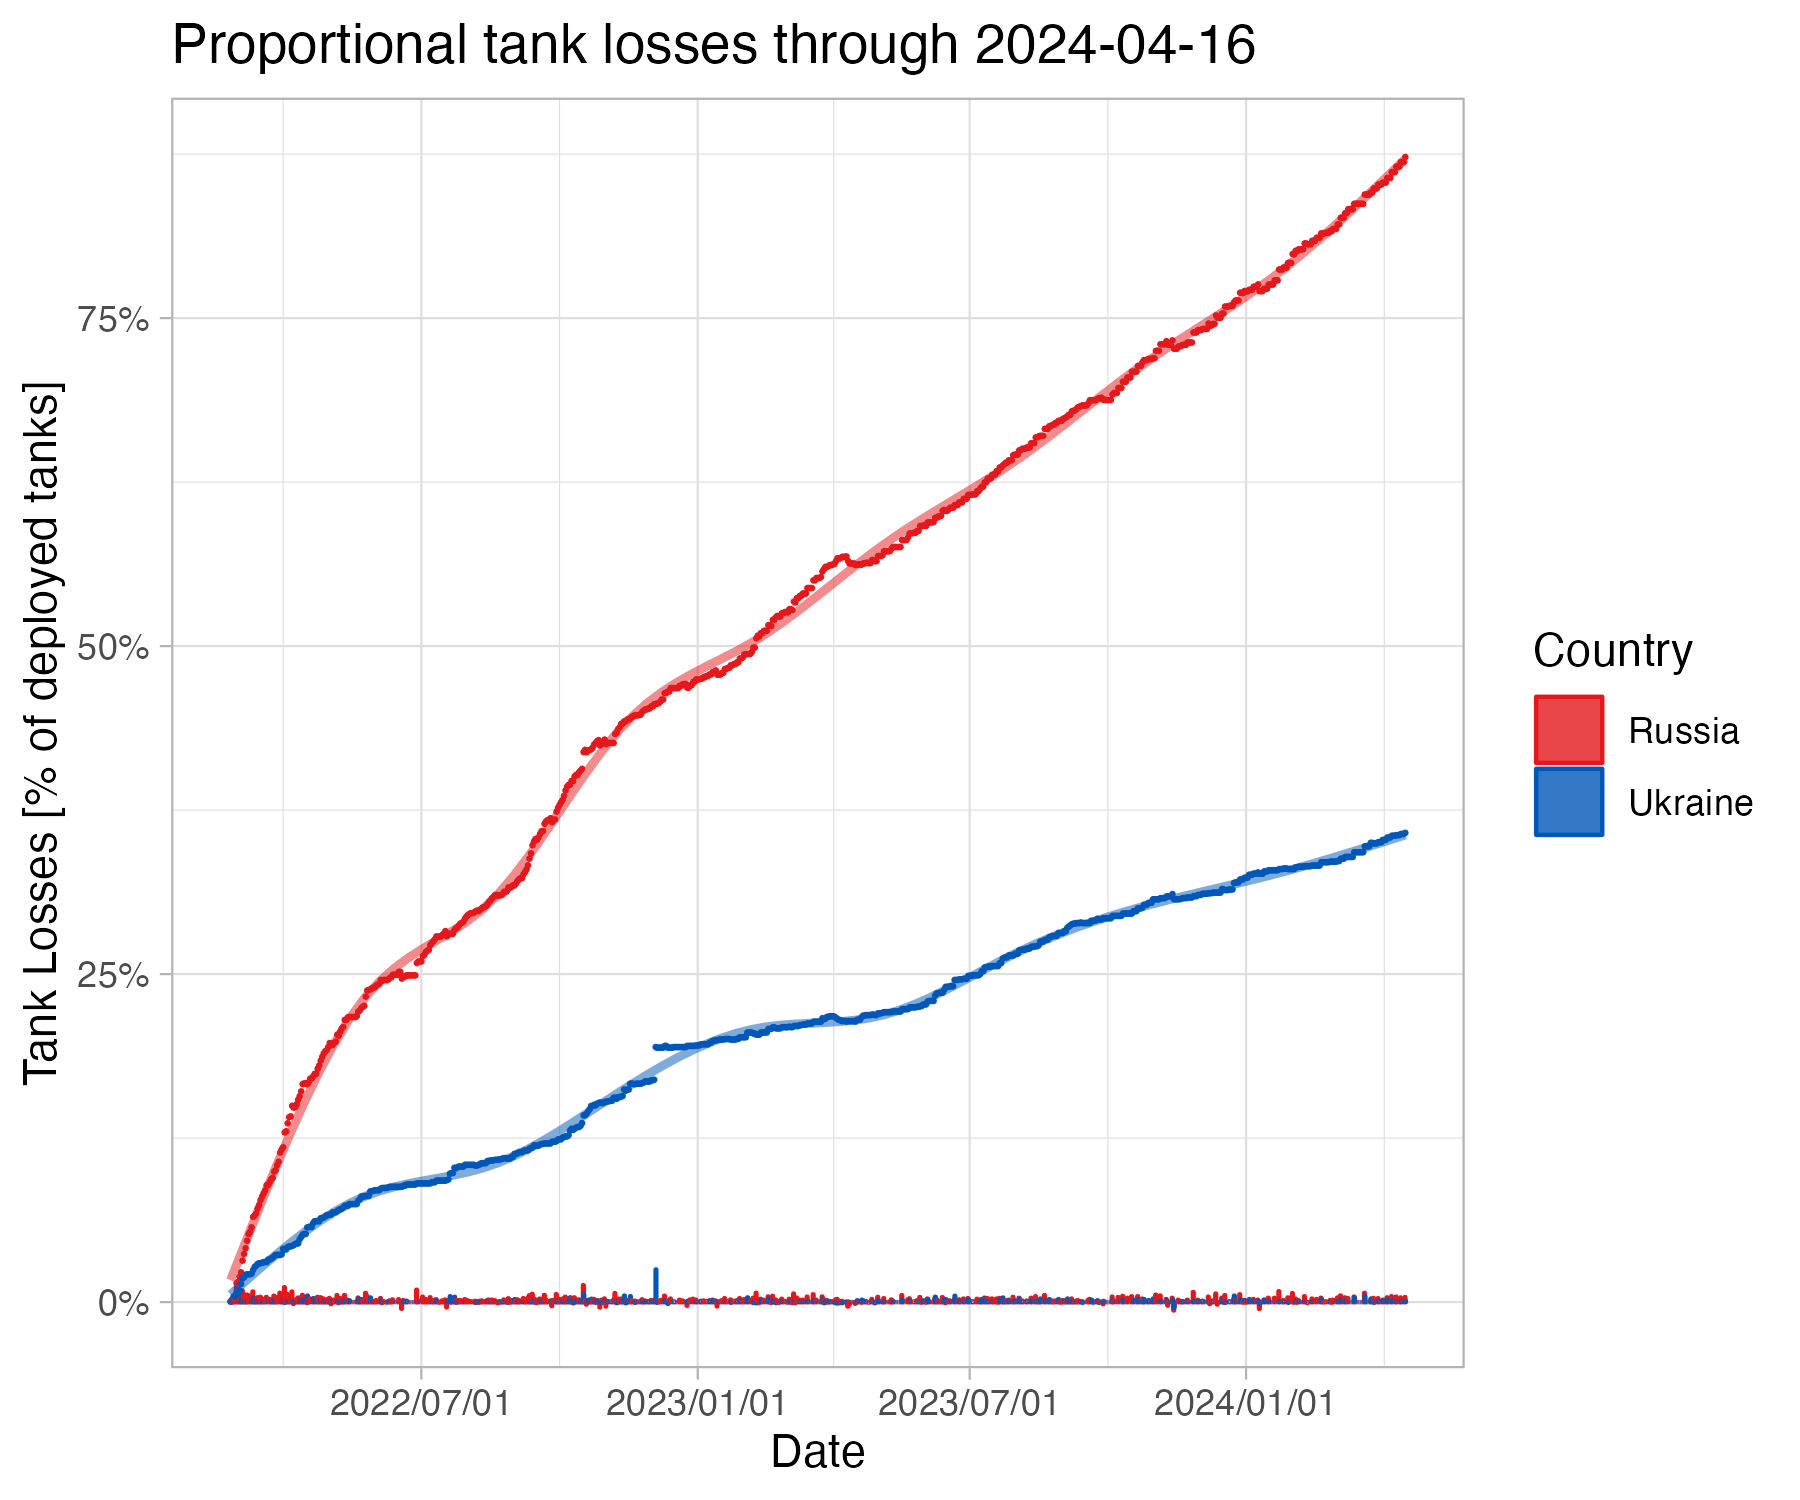 Proportional tank losses through 2024-04-16
Tank Losses [% of deployed tanks]
75%
50%
25%
0%
2022/07/01
2023/01/01
2023/07/01
2024/01/01
Date
Country
Russia
Ukraine